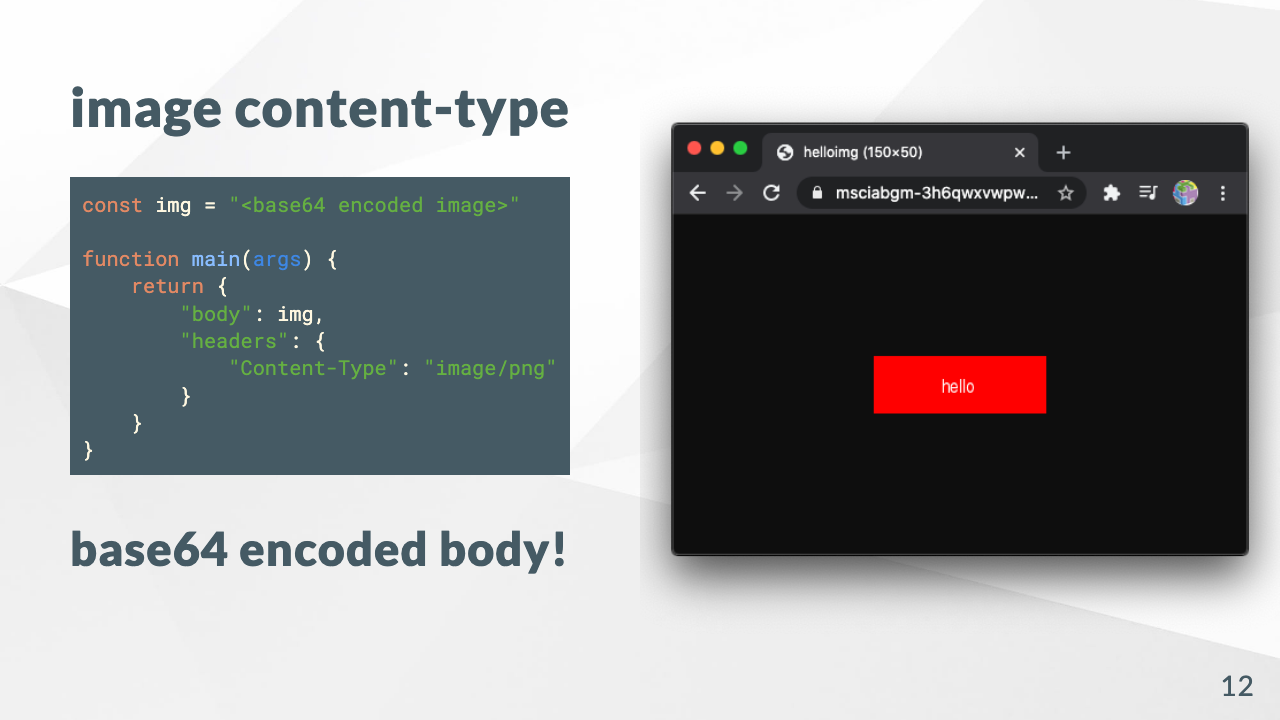 image content-type
const img = "<base64 encoded image>"
function main(args) {
    return {
        "body": img,
        "headers": {
            "Content-Type": "image/png"
        }
    }
}
base64 encoded body!
helloimg (150×50)
msciabgm-3h6qwxvwpw...
hello
12